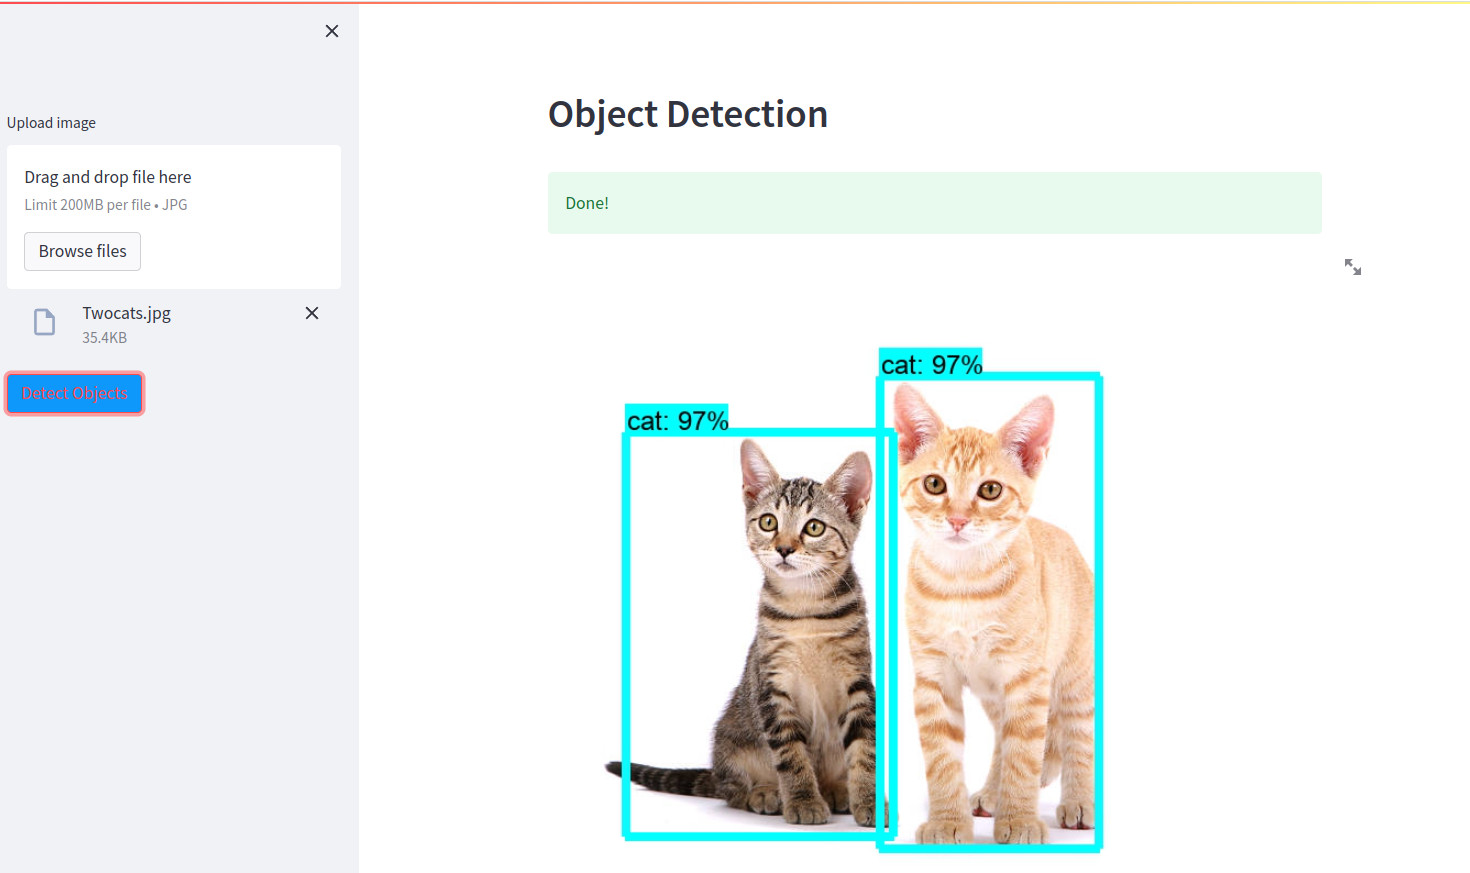 Upload image
Drag and drop file here
Limit 200MB per file • JPG
Browse files
Twocats.jpg
35.4KB
Detect Objects
Object Detection
Done!
cat: 97%
cat: 97%